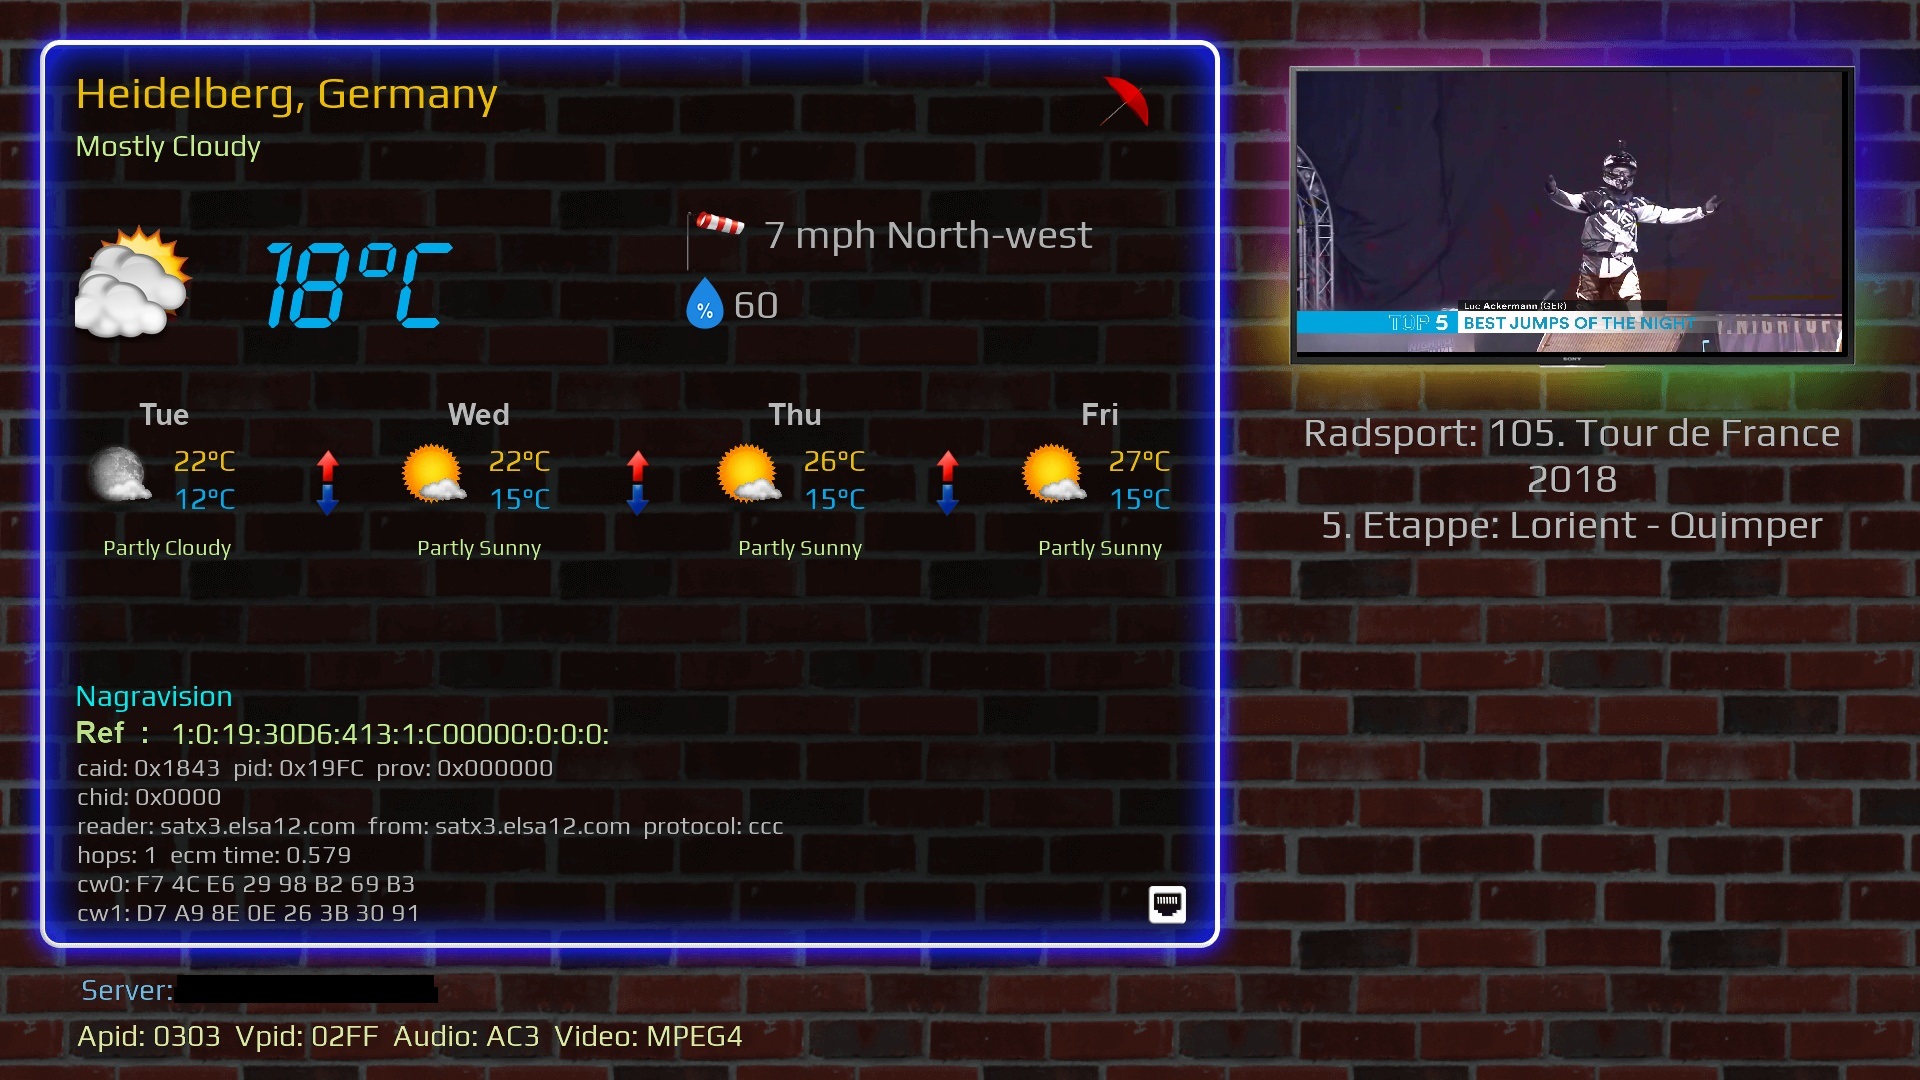 Heidelberg, Germany
Mostly Cloudy
18°C
7 mph North-west
% 60
Tue
22°C
12°C
Partly Cloudy
Wed
22°C
15°C
Partly Sunny
Thu
26°C
15°C
Partly Sunny
Fri
27°C
15°C
Partly Sunny
Luc Ackermann (GER)
TOP 5 BEST JUMPS OF THE NIGHT
SONY
Radsport: 105. Tour de France
2018
5. Etappe: Lorient - Quimper
Nagravision
Ref : 1:0:19:30D6:413:1:C00000:0:0:0:
caid: 0x1843 pid: 0x19FC prov: 0x000000
chid: 0x0000
reader: satx3.elsa12.com from: satx3.elsa12.com protocol: ccc
hops: 1 ecm time: 0.579
cw0: F7 4C E6 29 98 B2 69 B3
cw1: D7 A9 8E 0E 26 3B 30 91
Server:
Apid: 0303 Vpid: 02FF Audio: AC3 Video: MPEG4